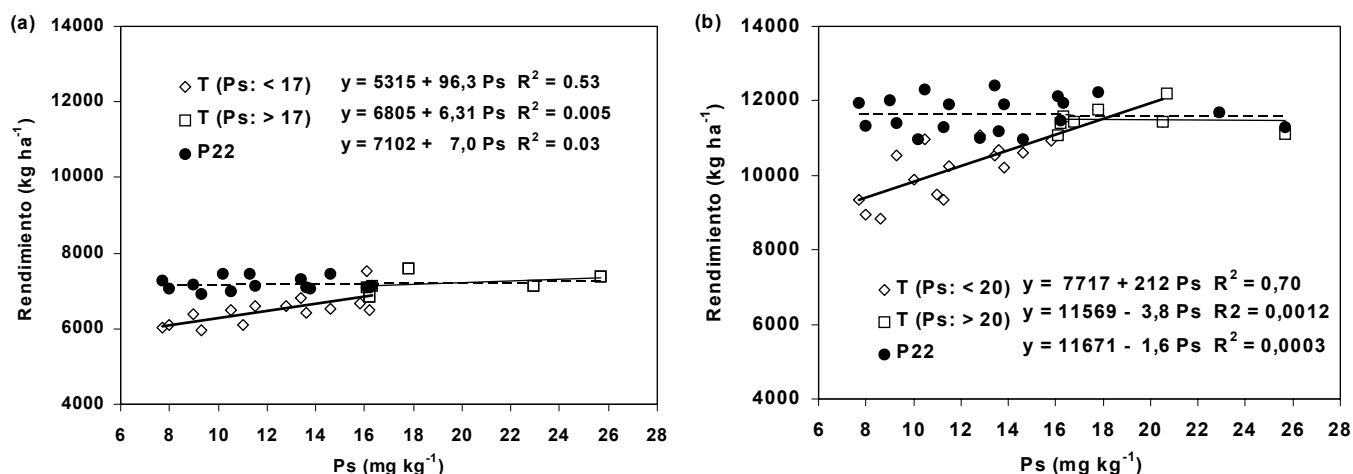 (a)
14000
12000
10000
8000
6000
4000
Rendimiento (kg ha-1)
T (Ps: < 17) y = 5315 + 96,3 Ps R2 = 0.53
T (Ps: > 17) y = 6805 + 6,31 Ps R2 = 0.005
P22 y = 7102 + 7,0 Ps R2 = 0.03
6 8 10 12 14 16 18 20 22 24 26 28
Ps (mg kg-1)
(b)
14000
12000
10000
8000
6000
4000
Rendimiento (kg ha-1)
T (Ps: < 20) y = 7717 + 212 Ps R2 = 0,70
T (Ps: > 20) y = 11569 - 3,8 Ps R2 = 0,0012
P22 y = 11671 - 1,6 Ps R2 = 0,0003
6 8 10 12 14 16 18 20 22 24 26 28
Ps (mg kg-1)